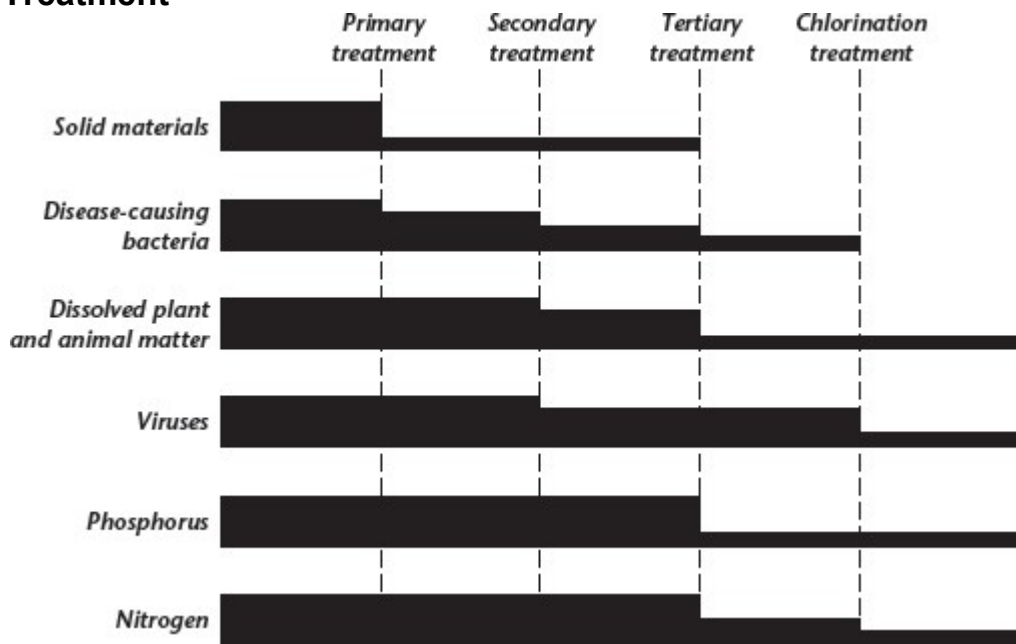 Treatment
Primary
treatment
Secondary
treatment
Tertiary
treatment
Chlorination
treatment
Solid materials
Disease-causing
bacteria
Dissolved plant
and animal matter
Viruses
Phosphorus
Nitrogen